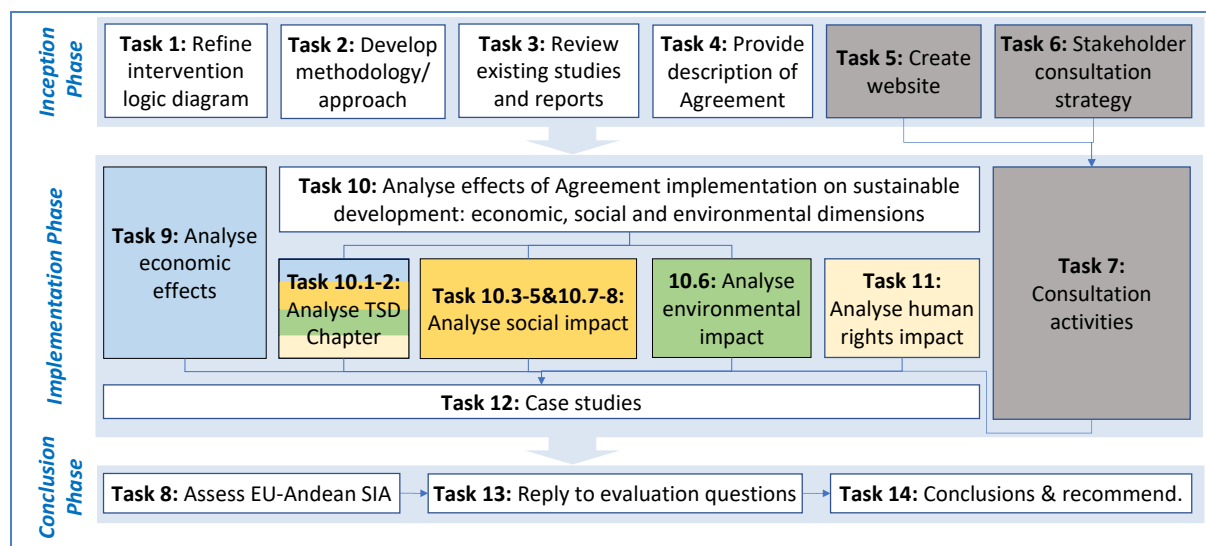 Inception
Phase
Task 1: Refine
intervention
logic diagram
Task 2: Develop
methodology/
approach
Task 3: Review
existing studies
and reports
Task 4: Provide
description of
Agreement
Task 5: Create
website
Task 6: Stakeholder
consultation
strategy
Implementation Phase
Task 9: Analyse
economic
effects
Task 10: Analyse effects of Agreement implementation on sustainable
development: economic, social and environmental dimensions
Task 10.1-2:
Analyse TSD
Chapter
Task 10.3-5&10.7-8:
Analyse social impact
10.6: Analyse
environmental
impact
Task 11:
Analyse human
rights impact
Task 7:
Consultation
activities
Task 12: Case studies
Conclusion
Phase
Task 8: Assess EU-Andean SIA
Task 13: Reply to evaluation questions
Task 14: Conclusions & recommend.